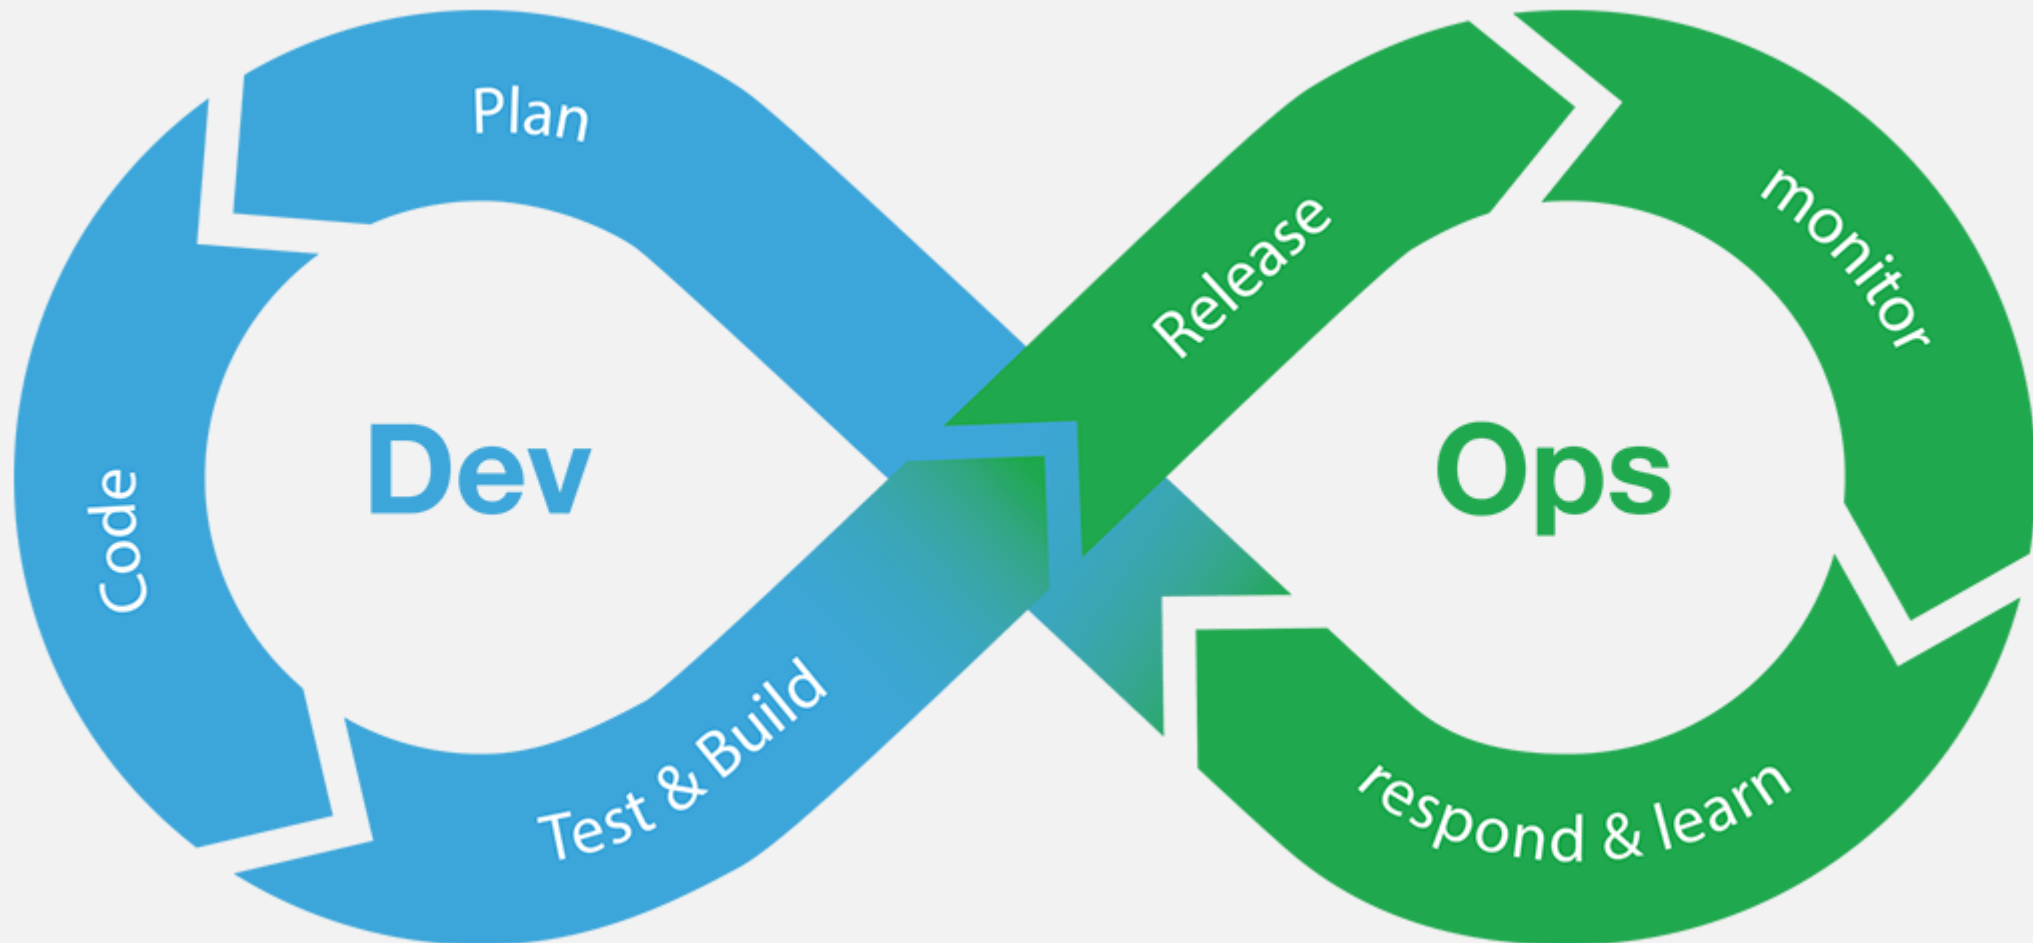 Plan
Code
Test & Build
Release
monitor
respond & learn
Dev
Ops